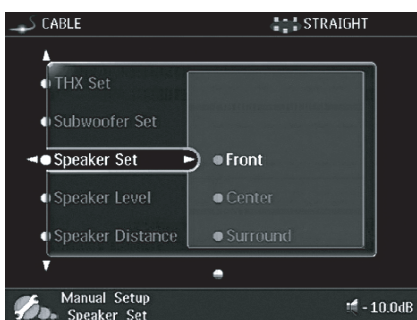 CABLE STRAIGHT
THX Set
Subwoofer Set
Speaker Set Front
Speaker Level Center
Speaker Distance Surround
Manual Setup
Speaker Set -10.0dB